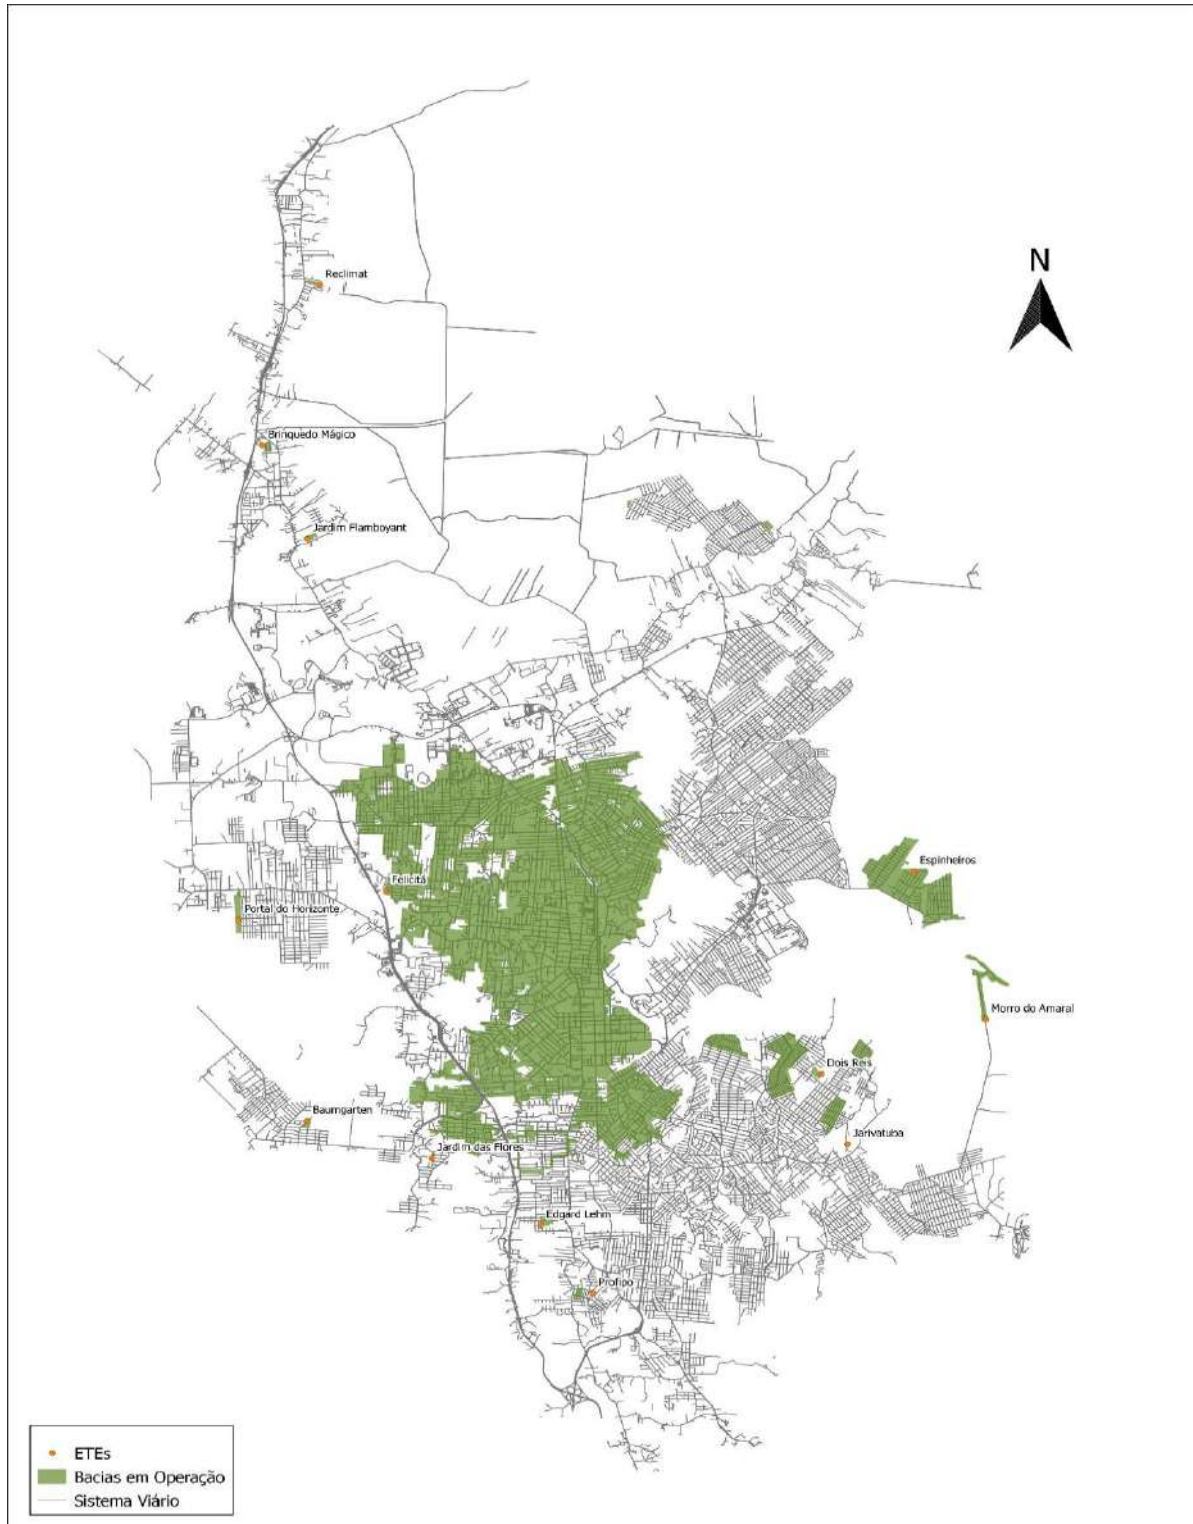 N
Reclimat
Brinquedo Mágico
Jardim Flamboyant
Espinheiros
Felicitá
Portal do Horizonte
Morro do Amaral
Dois Reis
Baumgarten
Jarivatuba
Jardim das Flores
Edgard Lehm
Profipo
ETEs
Bacias em Operação
Sistema Viário